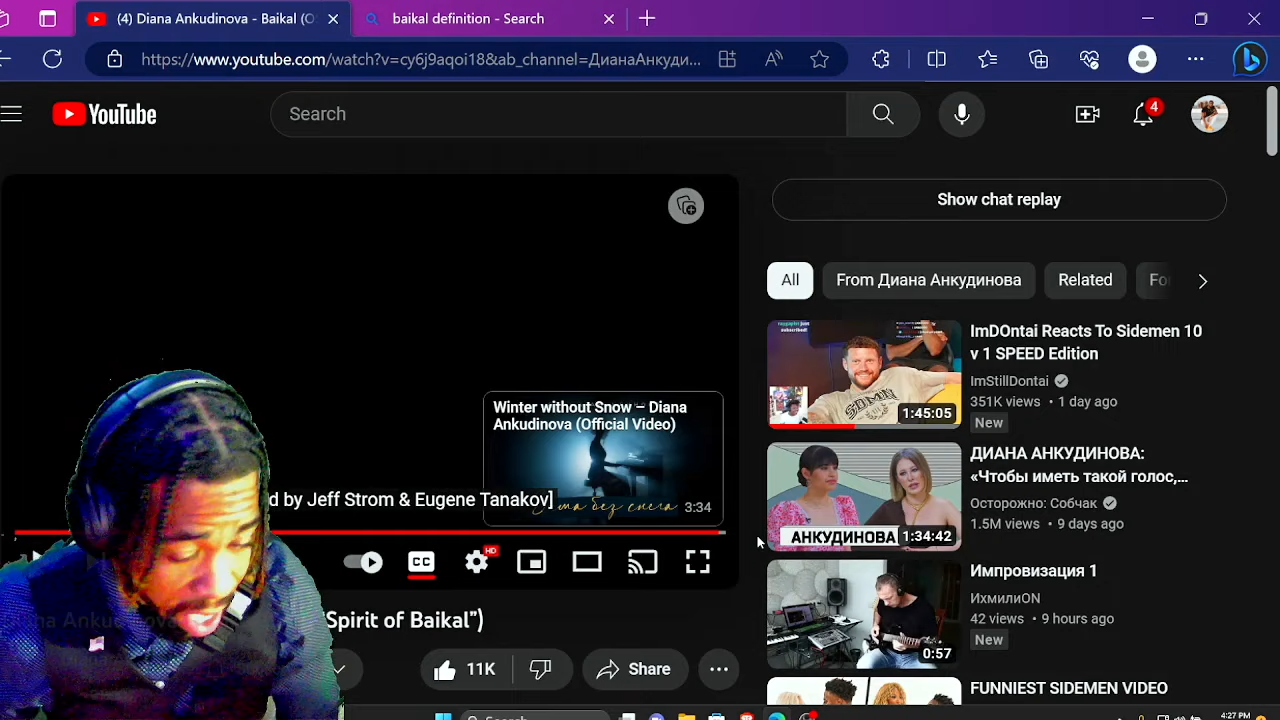 (4) Diana Ankudinova - Baikal (O
baikal definition - Search
https://www.youtube.com/watch?v=cy6j9aqoi18&ab_channel=ДианаАнкуди...
YouTube
Search
4
Show chat replay
All
From Диана Анкудинова
Related
Fo
Winter without Snow – Diana
Ankudinova (Official Video)
3:34
d by Jeff Strom & Eugene Tanakov]
CC
HD
Spirit of Baikal”)
11K
Share
ImDOntai Reacts To Sidemen 10
v 1 SPEED Edition
ImStillDontai
351K views • 1 day ago
New
1:45:05
ДИАНА АНКУДИНОВА:
«Чтобы иметь такой голос,...
Осторожно: Собчак
1.5M views • 9 days ago
АНКУДИНОВА
1:34:42
Импровизация 1
ИхмилиON
42 views • 9 hours ago
New
0:57
FUNNIEST SIDEMEN VIDEO
Search
4:27 PM